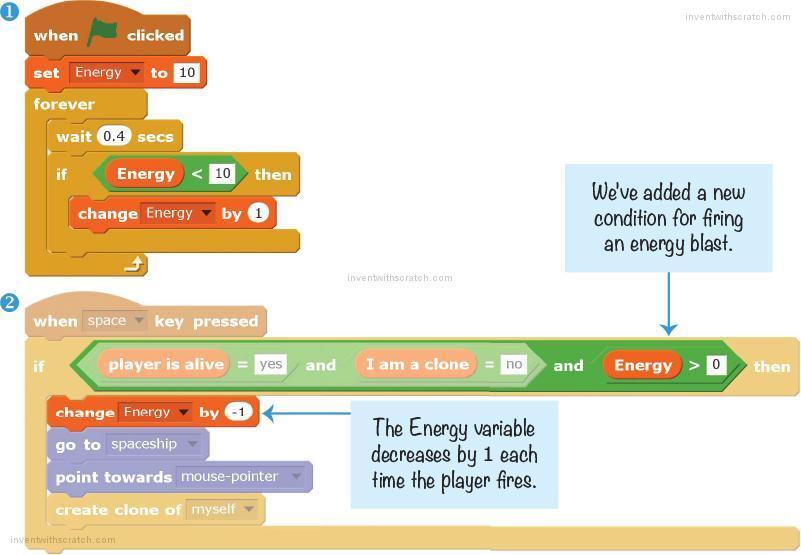 1
invent with scratch.com
when clicked
set Energy to 10
forever
wait 0.4 secs
if Energy < 10 then
change Energy by 1
We've added a new
condition for firing
an energy blast.
inventwithscratch.com
2
when space key pressed
if player is alive = yes and I am a clone = no and Energy > 0 then
change Energy by -1
The Energy variable
decreases by 1 each
time the player fires.
go to spaceship
point towards mouse-pointer
create clone of myself
inventwithscratch.com